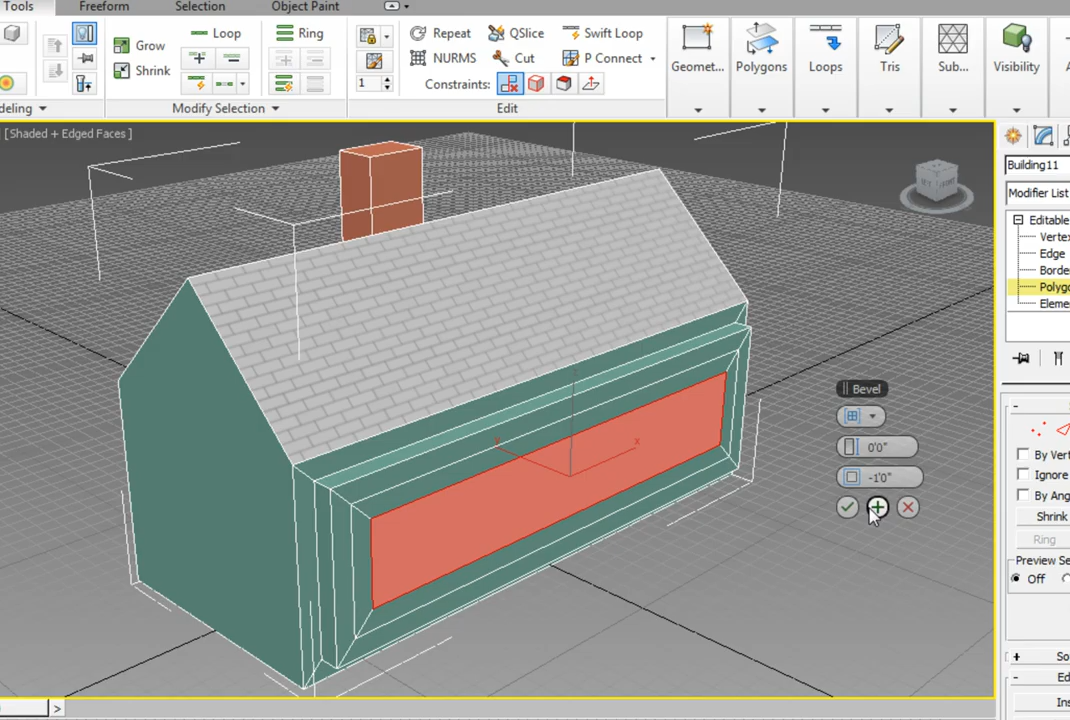 Tools Freeform Selection Object Paint
Grow Loop Ring Repeat QSlice Swift Loop
Shrink NURMS Cut P Connect
1 Constraints:
Geomet... Polygons Loops Tris Sub... Visibility
deling Modify Selection Edit
[Shaded + Edged Faces ]
Building11
Modifier List
Editable
Verte
Edge
Borde
Polyg
Eleme
Bevel
0'0"
-1'0"
By Vert
Ignore
By Ang
Shrink
Ring
Preview Se
Off
So
Ed
Ins